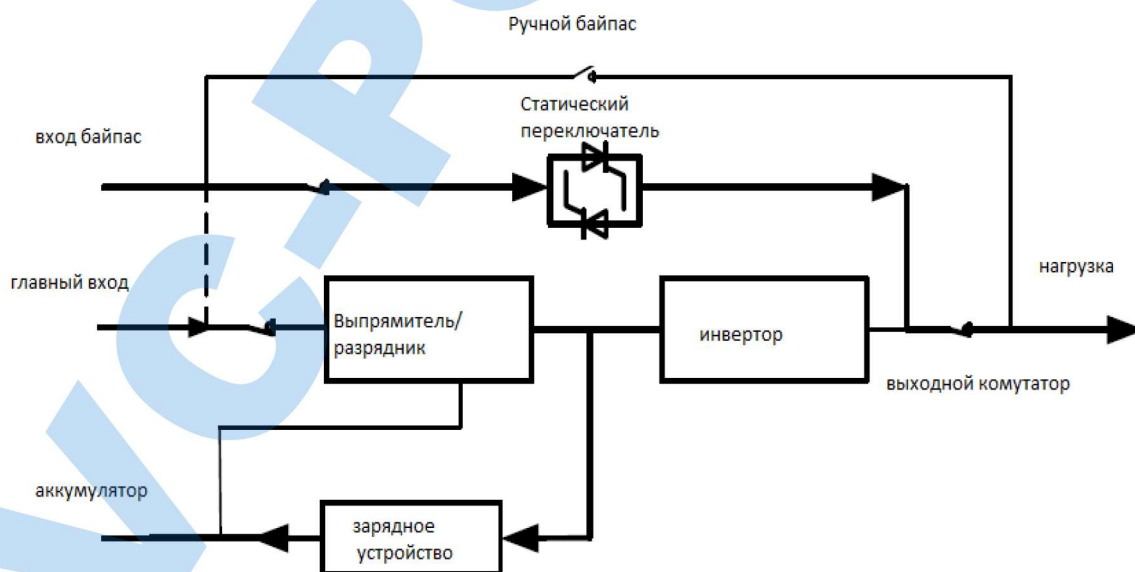 Ручной байпас
Статический
переключатель
вход байпас
главный вход
нагрузка
Выпрямитель/
разрядник
инвертор
выходной комутатор
аккумулятор
зарядное
устройство